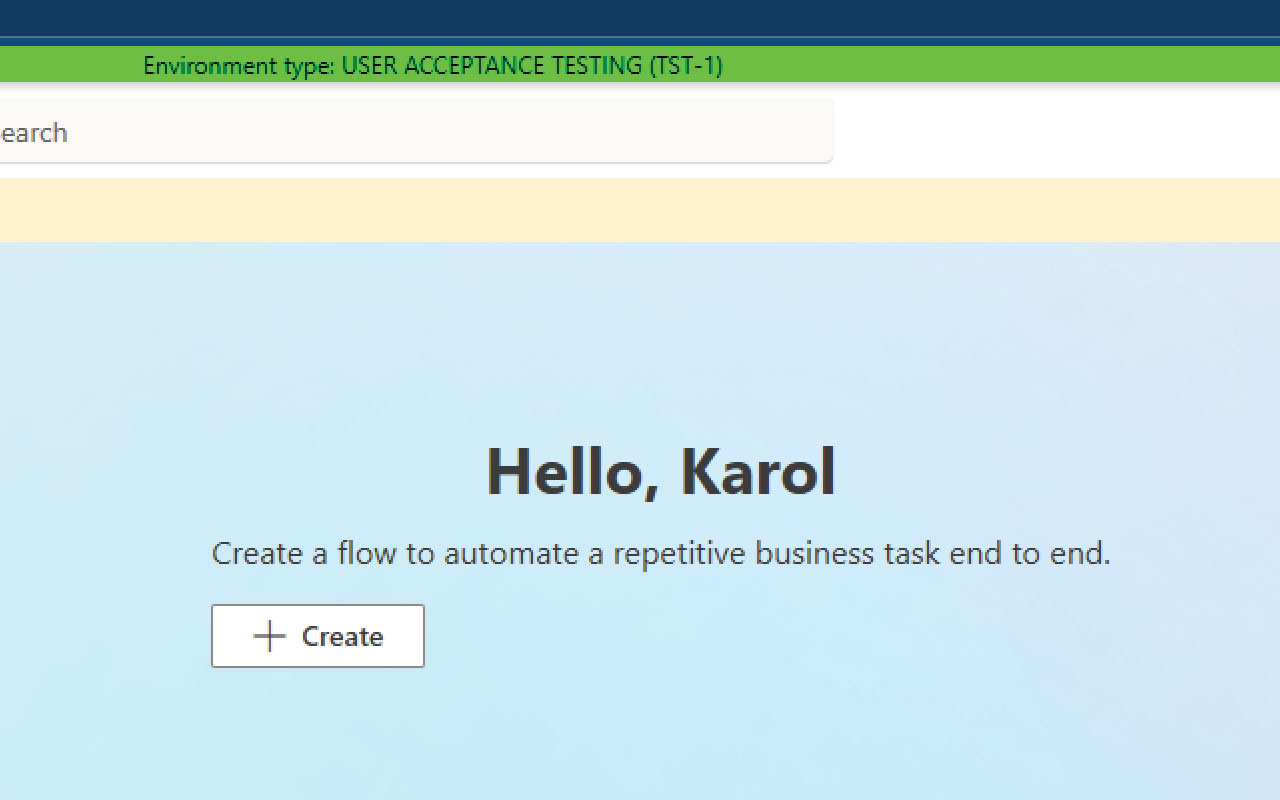 Environment type: USER ACCEPTANCE TESTING (TST-1)
earch
Hello, Karol
Create a flow to automate a repetitive business task end to end.
Create